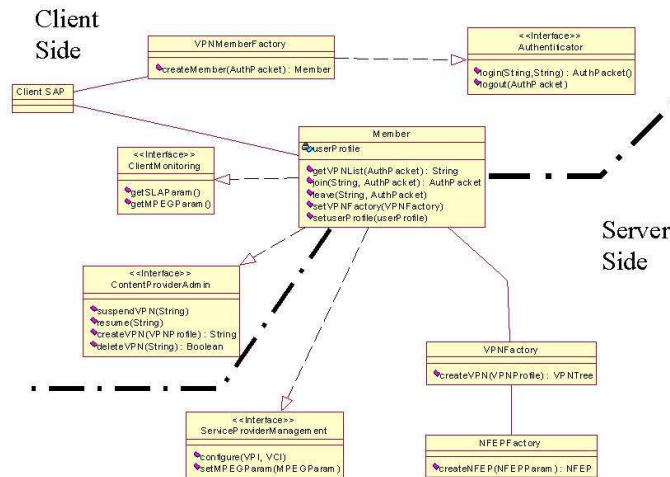 Client
Side
VPNMemberFactory
createMember(AuthPacket) : Member
<<Interface>>
Authenticator
login(String,String) : AuthPacket()
logout(AuthPacket)
Client SAP
Member
userProfile
getVPNList(AuthPacket) : String
join(String, AuthPacket) : AuthPacket
leave(String, AuthPacket)
setVPNFactory(VPNFactory)
setuserProfile(userProfile)
<<Interface>>
ClientMonitoring
getSLAParam()
getMPEGParam()
Server
Side
<<Interface>>
ContentProviderAdmin
suspendVPN(String)
resume(String)
createVPN(VPNProfile) : String
deleteVPN(String) : Boolean
VPNFactory
createVPN(VPNProfile) : VPNTree
<<Interface>>
ServiceProviderManagement
configure(VPI, VCI)
setMPEGParam(MPEGParam)
NFEPFactory
createNFEP(NFEPParam) : NFEP